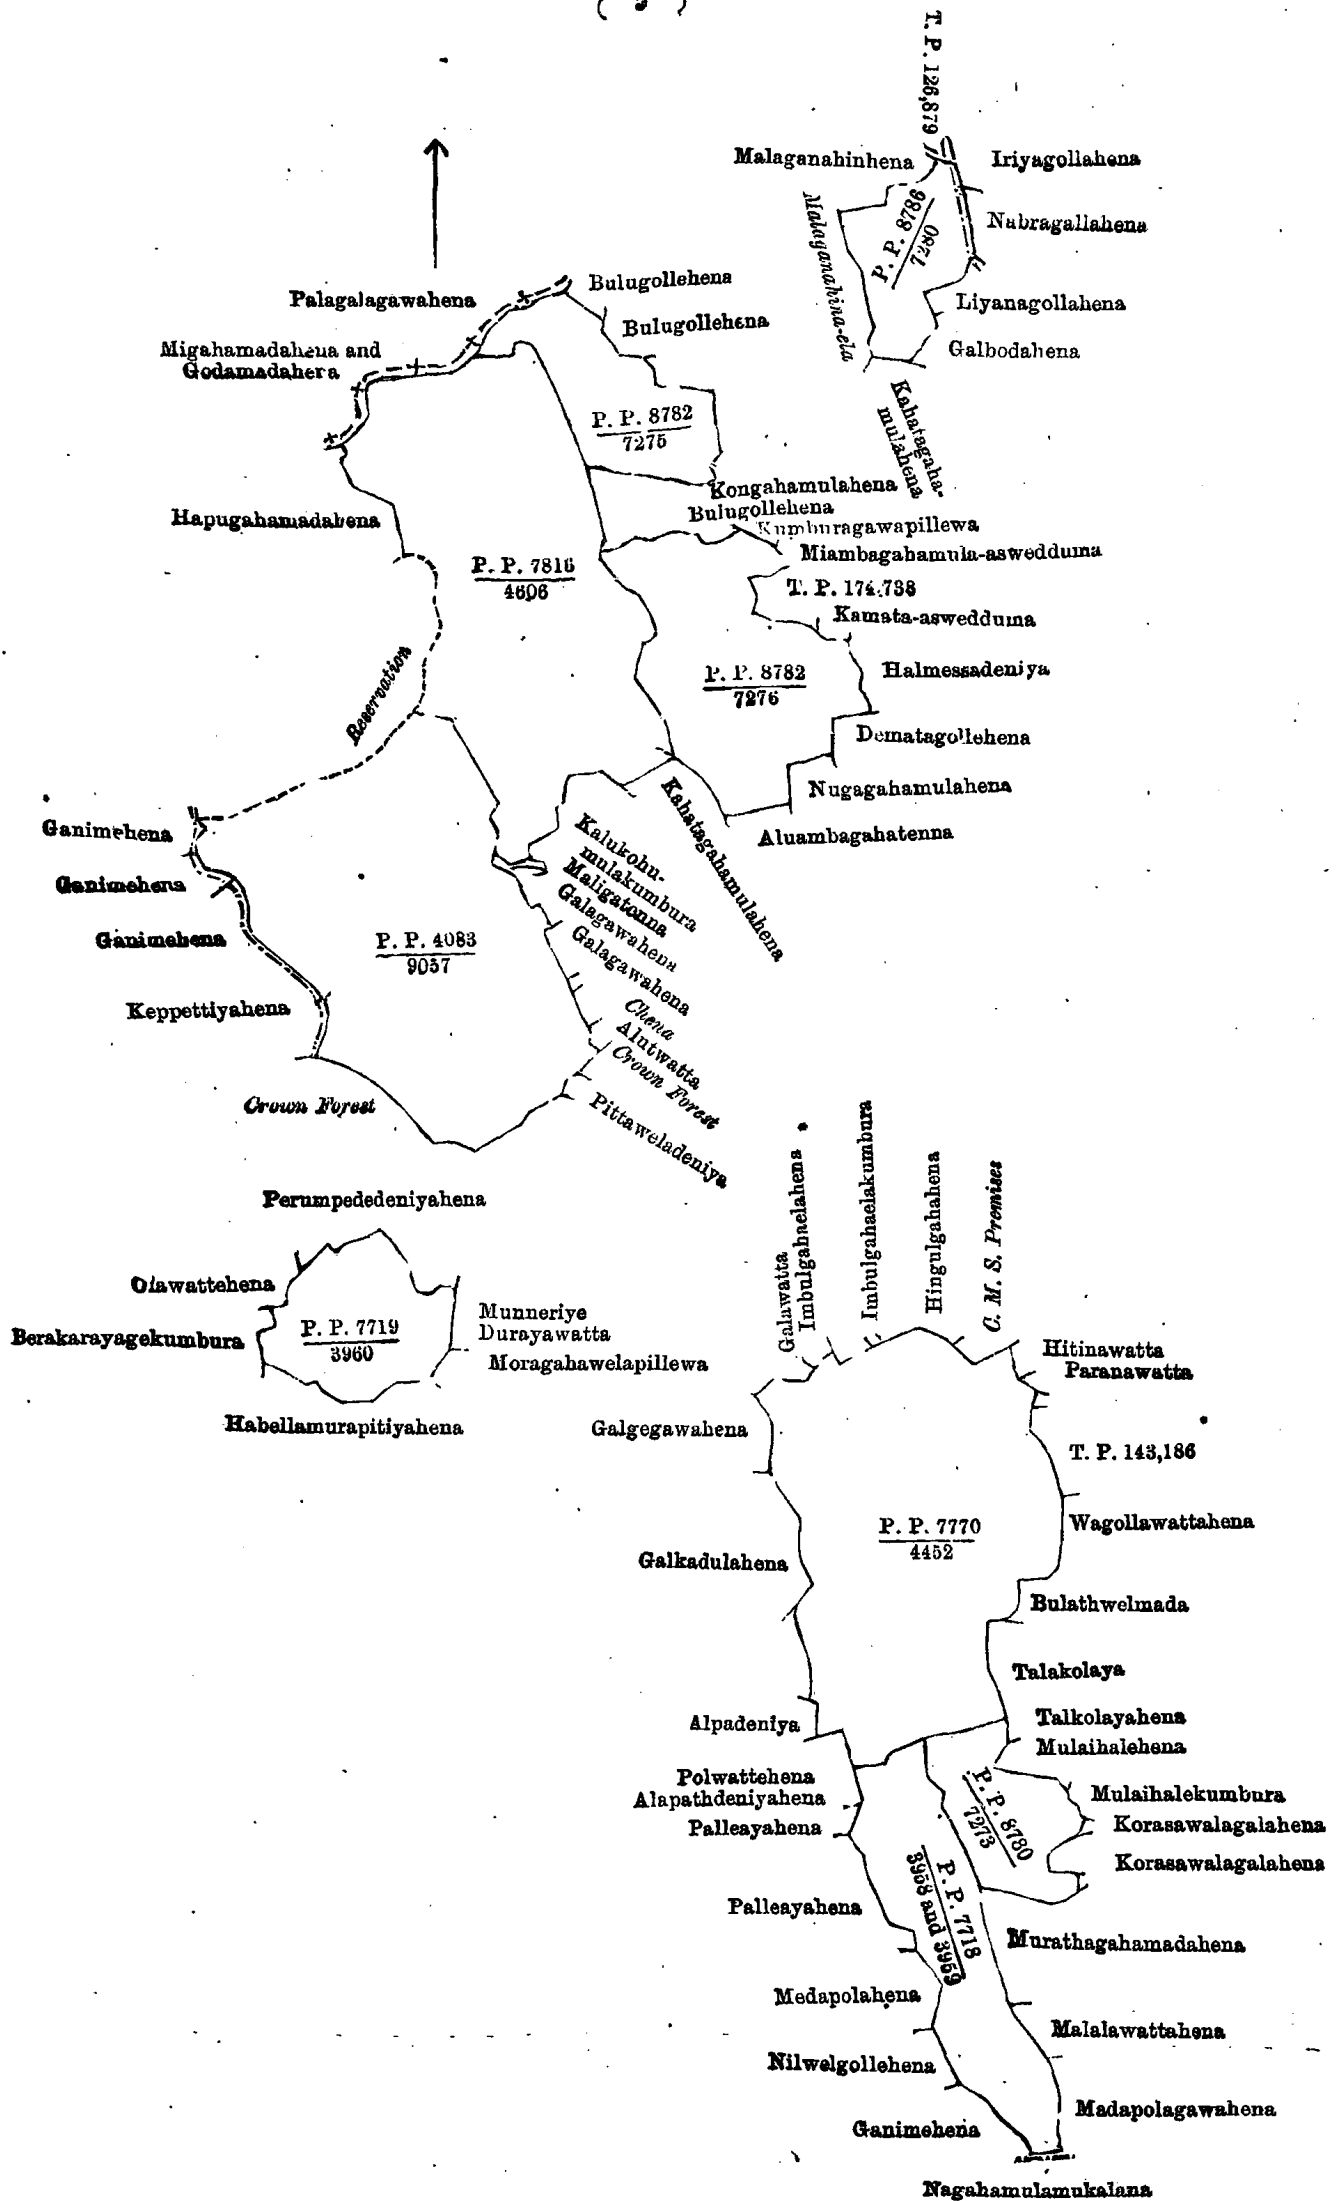 T. P. 126,879
Malaganahinhena
Iriyagollahena
Malaganahina-ela
P. P. 8786
7280
Nabragallahena
Liyanagollahena
Galbodahena
Kahatagaha-
mulahena
Palagalagawahena
Bulugollehena
Bulugollehena
Migahamadahena and
Godamadahera
P. P. 8782
7275
Kongahamulahena
Bulugollehena
Kumburagawapillewa
Miambagahamula-aswedduma
Hapugahamadahena
P. P. 7816
4606
T. P. 174,738
Kamata-aswedduma
Reservation
P. P. 8782
7276
Halmessadeniya
Dematagollehena
Nugagahamulahena
Aluambagahatenna
Kahatagahamulahena
Kalukohu-
mulakumbura
Maligatenna
Galagawahena
Galagawahena
Chena
Alutwatta
Crown Forest
Pittaweladeniya
Ganimehena
Ganimehena
Ganimehena
P. P. 4083
9057
Keppettiyahena
Crown Forest
Perumpededeniyahena
Olawattehena
Berakarayagekumbura
P. P. 7719
3960
Munneriye
Durayawatta
Moragahawelapillewa
Habellamurapitiyahena
Galawatta
Imbulgahaelahena
Imbulgahaelakumbura
Hingulgahahena
C. M. S. Premises
Hitinawatta
Paranawatta
Galgegawahena
T. P. 143,186
P. P. 7770
4452
Wagollawattahena
Galkadulahena
Bulathwelmada
Talakolaya
Alpadeniya
Talkolayahena
Mulaihalehena
Polwattehena
Alapathdeniyahena
Palleayahena
P. P. 8780
7273
Mulaihalekumbura
Korasawalagalahena
Korasawalagalahena
Palleayahena
P. P. 7718
3958 and 3959
Murathagahamadahena
Medapolahena
Malalawattahena
Nilwelgollehena
Madapolagawahena
Ganimehena
Nagahamulamukalana